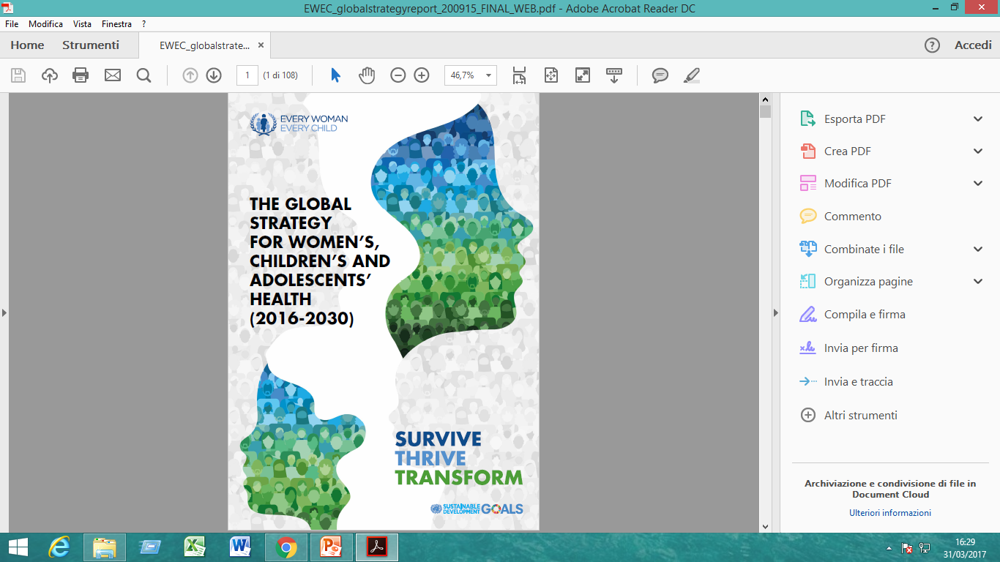 EWEC_globalstrategyreport_200915_FINAL_WEB.pdf - Adobe Acrobat Reader DC
File Modifica Vista Finestra ?
Home Strumenti EWEC_globalstrate... × Accedi
1 (1 di 108) 46,7%
EVERY WOMAN
EVERY CHILD
THE GLOBAL
STRATEGY
FOR WOMEN'S,
CHILDREN'S AND
ADOLESCENTS'
HEALTH
(2016-2030)
SURVIVE
THRIVE
TRANSFORM
SUSTAINABLE
DEVELOPMENT GOALS
Esporta PDF
Crea PDF
Modifica PDF
Commento
Combinate i file
Organizza pagine
Compila e firma
Invia per firma
Invia e traccia
Altri strumenti
Archiviazione e condivisione di file in
Document Cloud
Ulteriori informazioni
16:29
31/03/2017